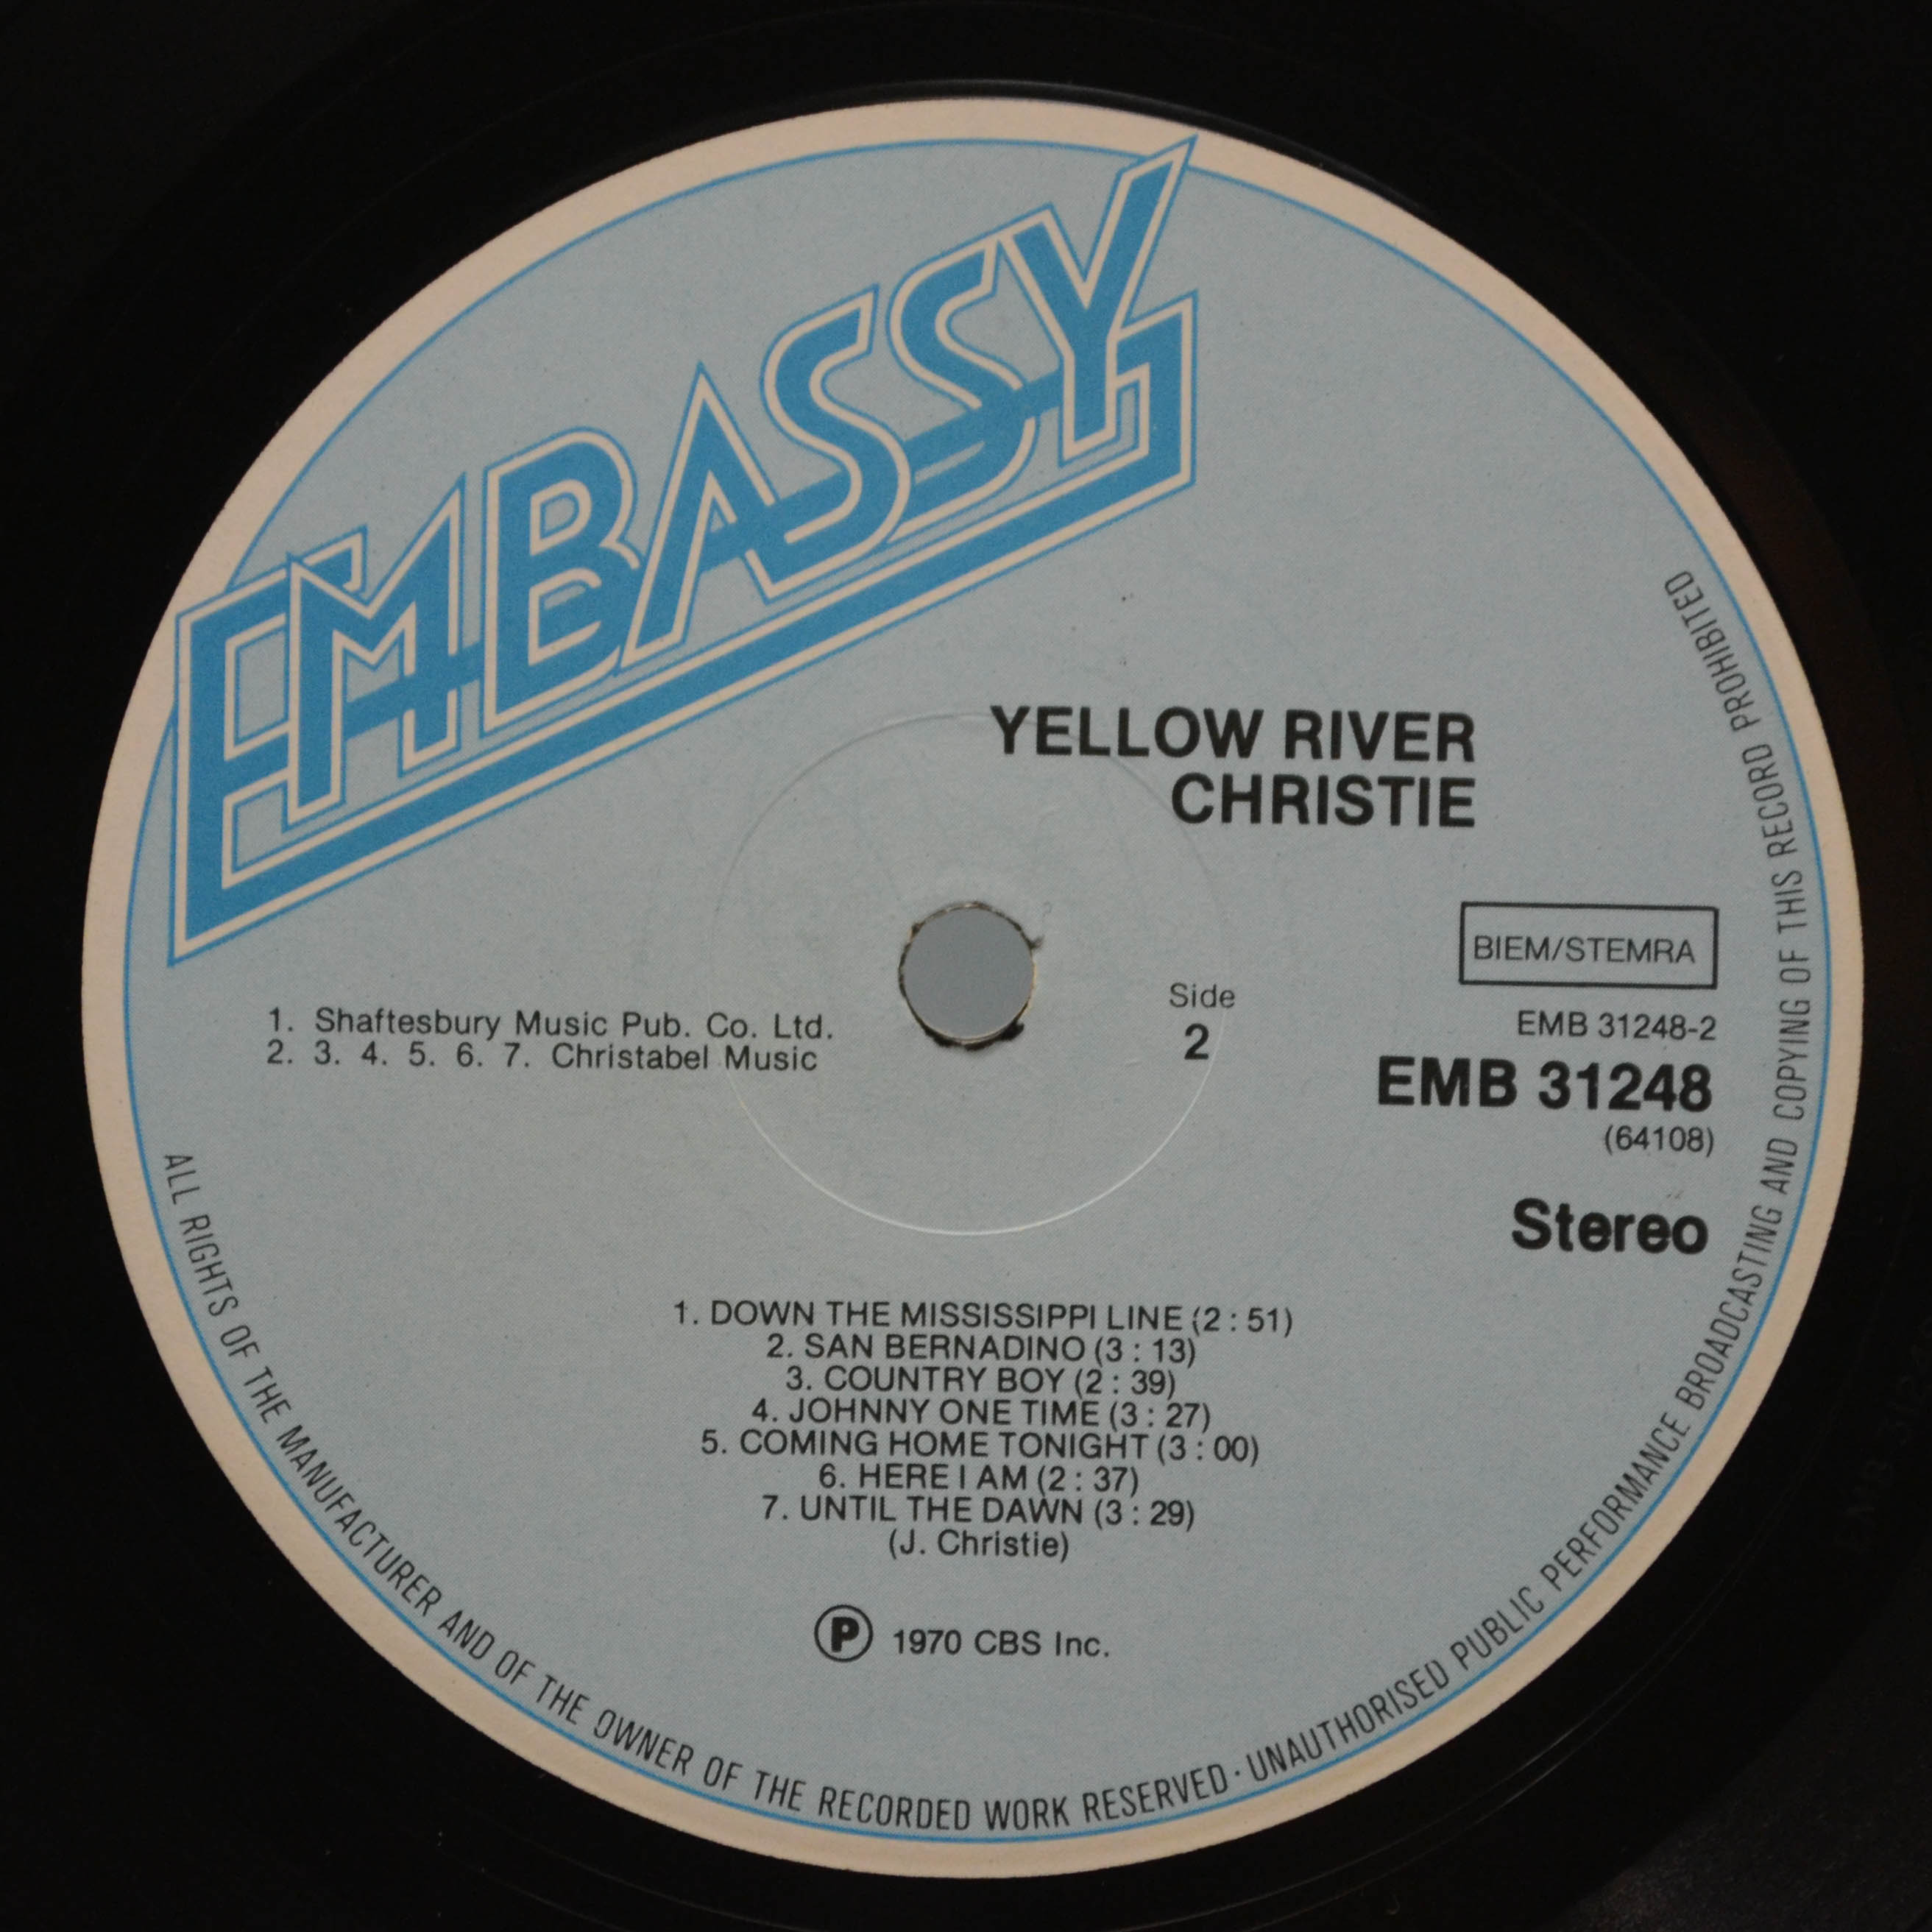 EMBASSY
YELLOW RIVER
CHRISTIE
BIEM/STEMRA
1. Shaftesbury Music Pub. Co. Ltd.
2. 3. 4. 5. 6. 7. Christabel Music
Side
2
EMB 31248-2
EMB 31248
(64108)
Stereo
1. DOWN THE MISSISSIPPI LINE (2 : 51)
2. SAN BERNADINO (3 : 13)
3. COUNTRY BOY (2 : 39)
4. JOHNNY ONE TIME (3 : 27)
5. COMING HOME TONIGHT (3 : 00)
6. HERE I AM (2 : 37)
7. UNTIL THE DAWN (3 : 29)
(J. Christie)
Ⓟ 1970 CBS Inc.
ALL RIGHTS OF THE MANUFACTURER AND OF THE OWNER OF THE RECORDED WORK RESERVED · UNAUTHORISED PUBLIC PERFORMANCE BROADCASTING AND COPYING OF THIS RECORD PROHIBITED